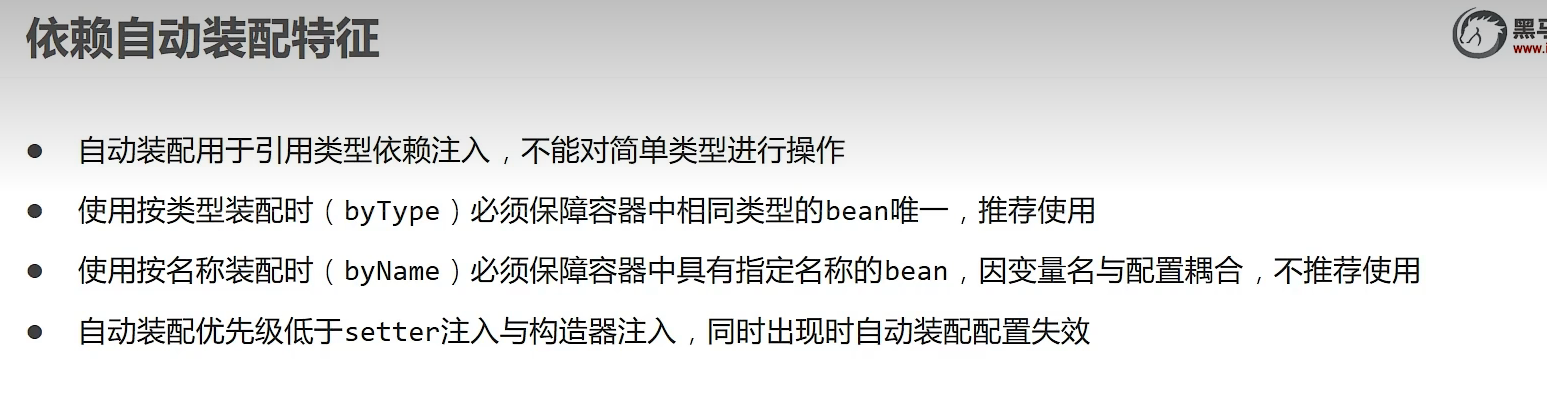 依赖自动装配特征
黑马
www.i
● 自动装配用于引用类型依赖注入，不能对简单类型进行操作
● 使用按类型装配时（byType）必须保障容器中相同类型的bean唯一，推荐使用
● 使用按名称装配时（byName）必须保障容器中具有指定名称的bean，因变量名与配置耦合，不推荐使用
● 自动装配优先级低于setter注入与构造器注入，同时出现时自动装配配置失效